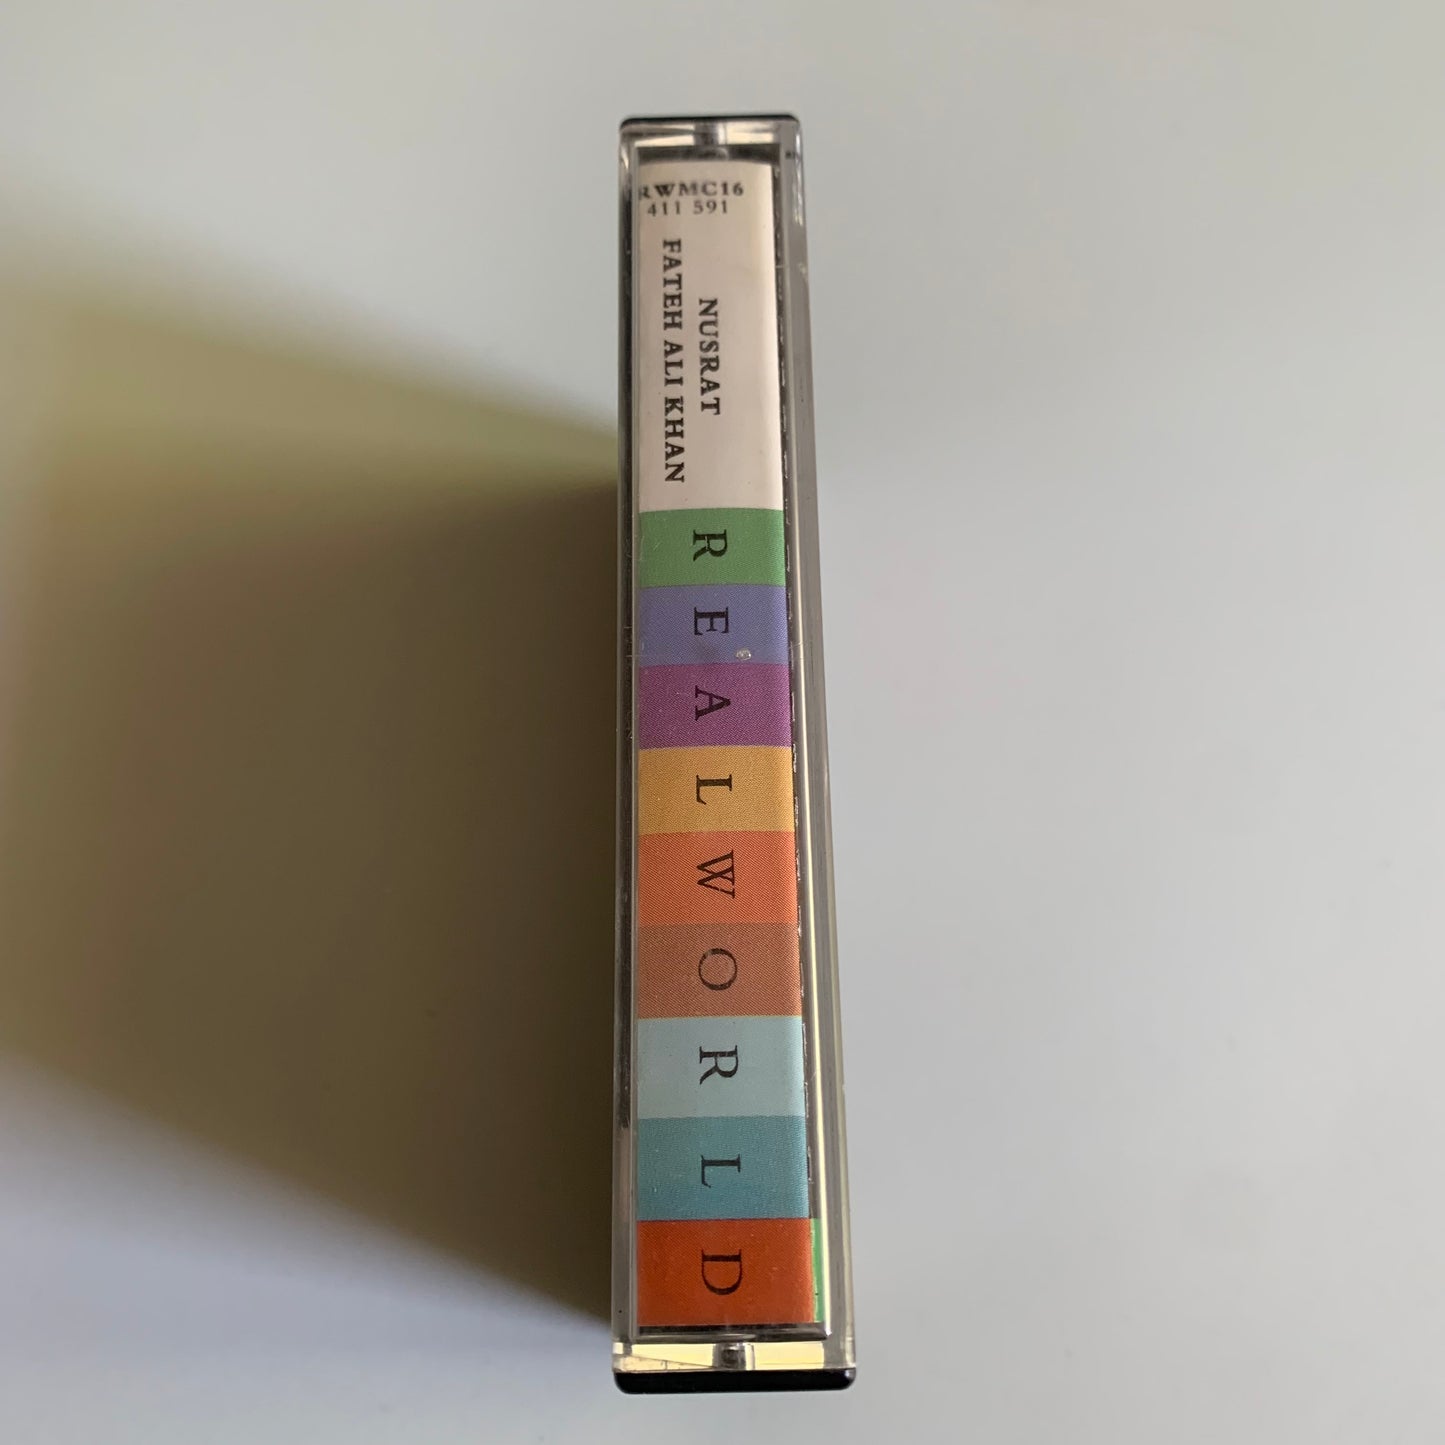 RWMC16
411 591
NUSRAT
FATEH ALI KHAN
REALWORLD